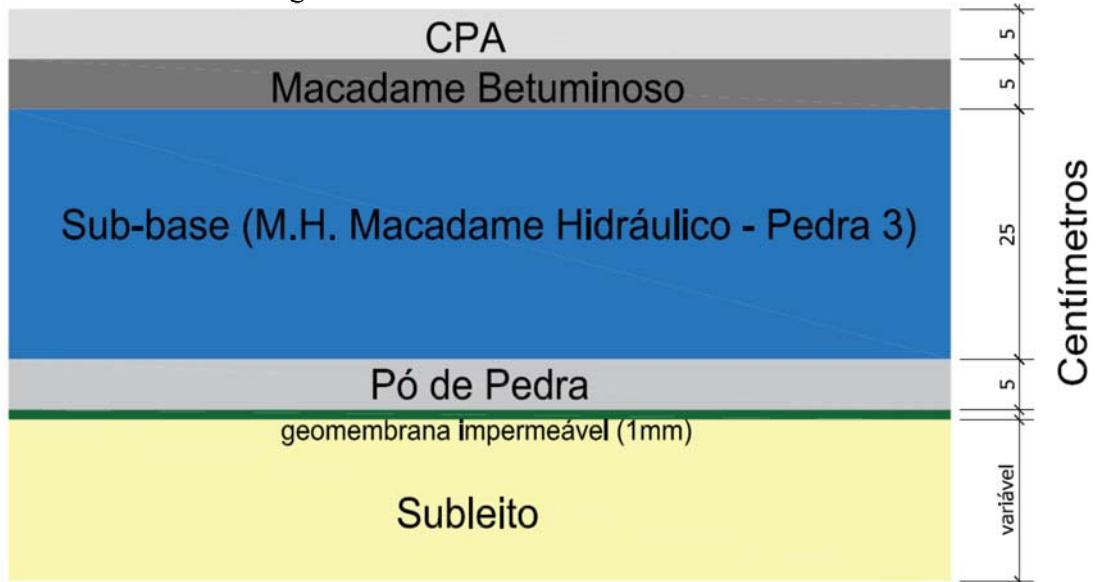 CPA
5
Macadame Betuminoso
5
Sub-base (M.H. Macadame Hidráulico - Pedra 3)
25
Centímetros
Pó de Pedra
5
geomembrana impermeável (1mm)
Subleito
variável